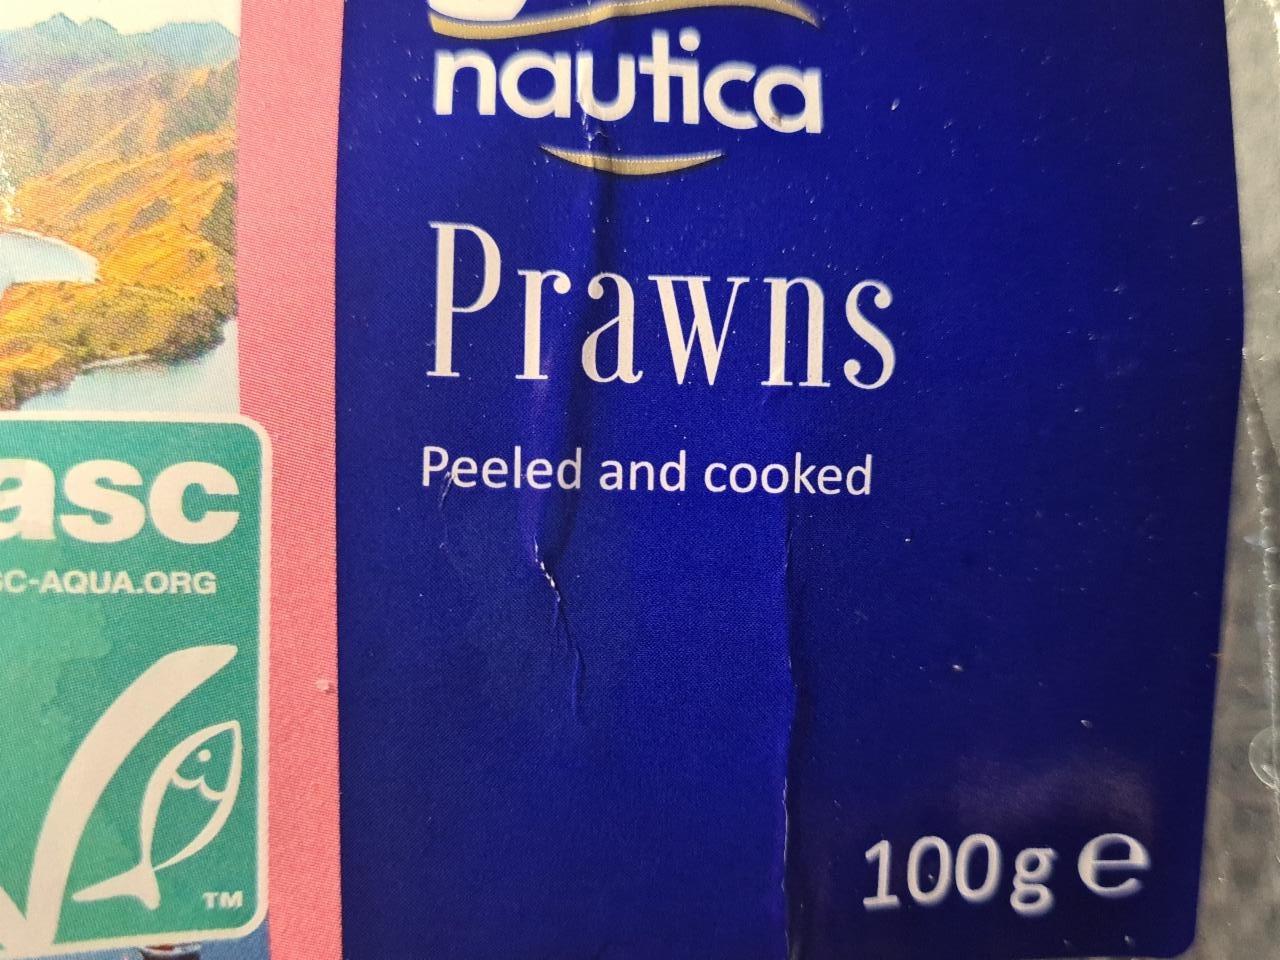 nautica
Prawns
Peeled and cooked
100g e
asc
C-AQUA.ORG
TM